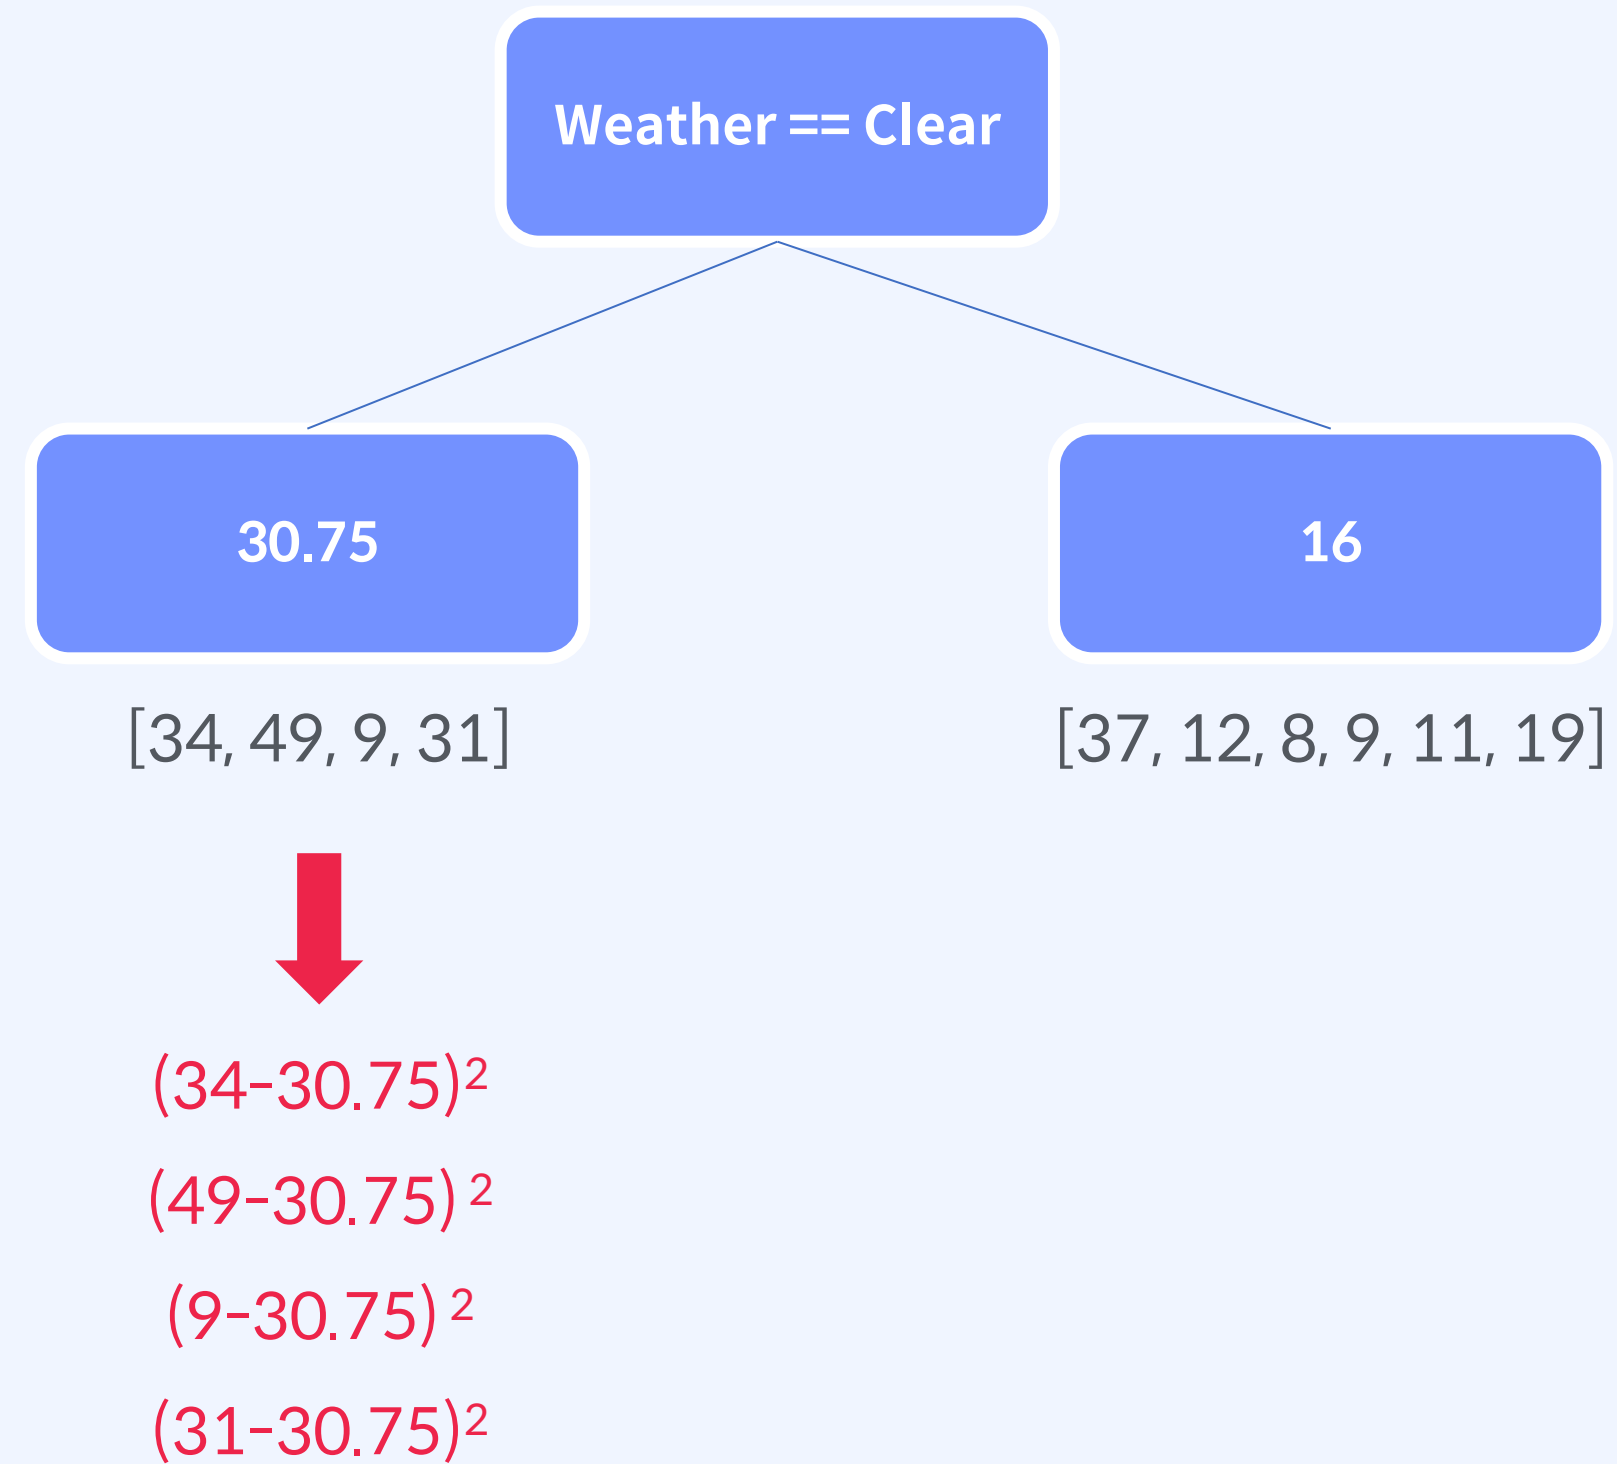 Weather == Clear
30.75
16
[34, 49, 9, 31]
[37, 12, 8, 9, 11, 19]
(34-30.75)²
(49-30.75) ²
(9-30.75) ²
(31-30.75)²